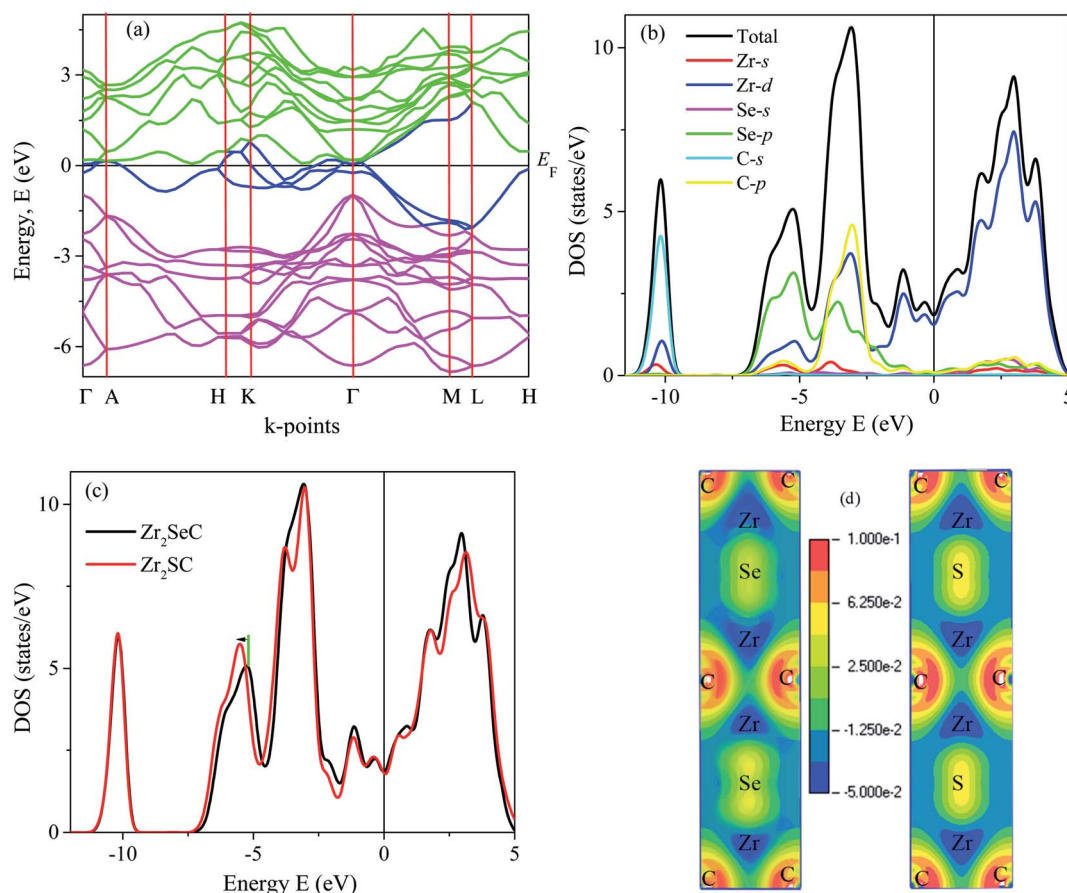 (a)
Energy, E (eV)
3
0
-3
-6
E_F
Γ A H K Γ M L H
k-points
(b)
DOS (states/eV)
10
5
0
Total
Zr-s
Zr-d
Se-s
Se-p
C-s
C-p
-10 -5 0 5
Energy E (eV)
(c)
DOS (states/eV)
10
5
0
Zr₂SeC
Zr₂SC
-10 -5 0 5
Energy E (eV)
(d)
C C
Zr
Se
Zr
C C
Zr
Se
Zr
C C
1.000e-1
6.250e-2
2.500e-2
-1.250e-2
-5.000e-2
C C
Zr
S
Zr
C C
Zr
S
Zr
C C